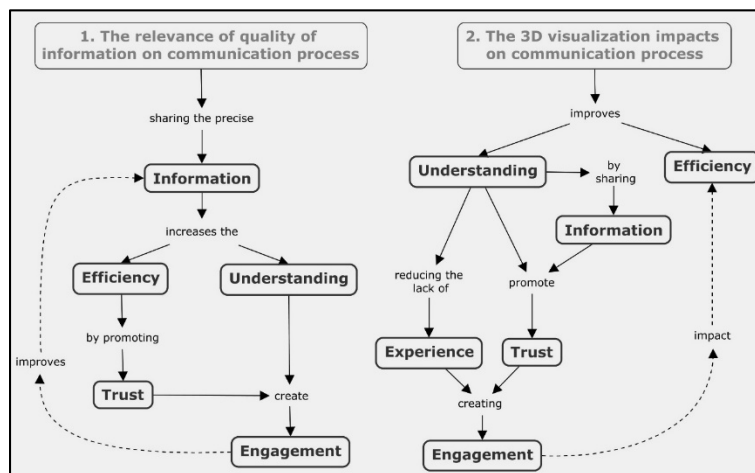 1. The relevance of quality of
information on communication process
sharing the precise
Information
increases the
Efficiency
Understanding
by promoting
improves
Trust
create
Engagement
2. The 3D visualization impacts
on communication process
improves
Understanding
by
sharing
Efficiency
Information
reducing the
lack of
promote
Experience
Trust
impact
creating
Engagement